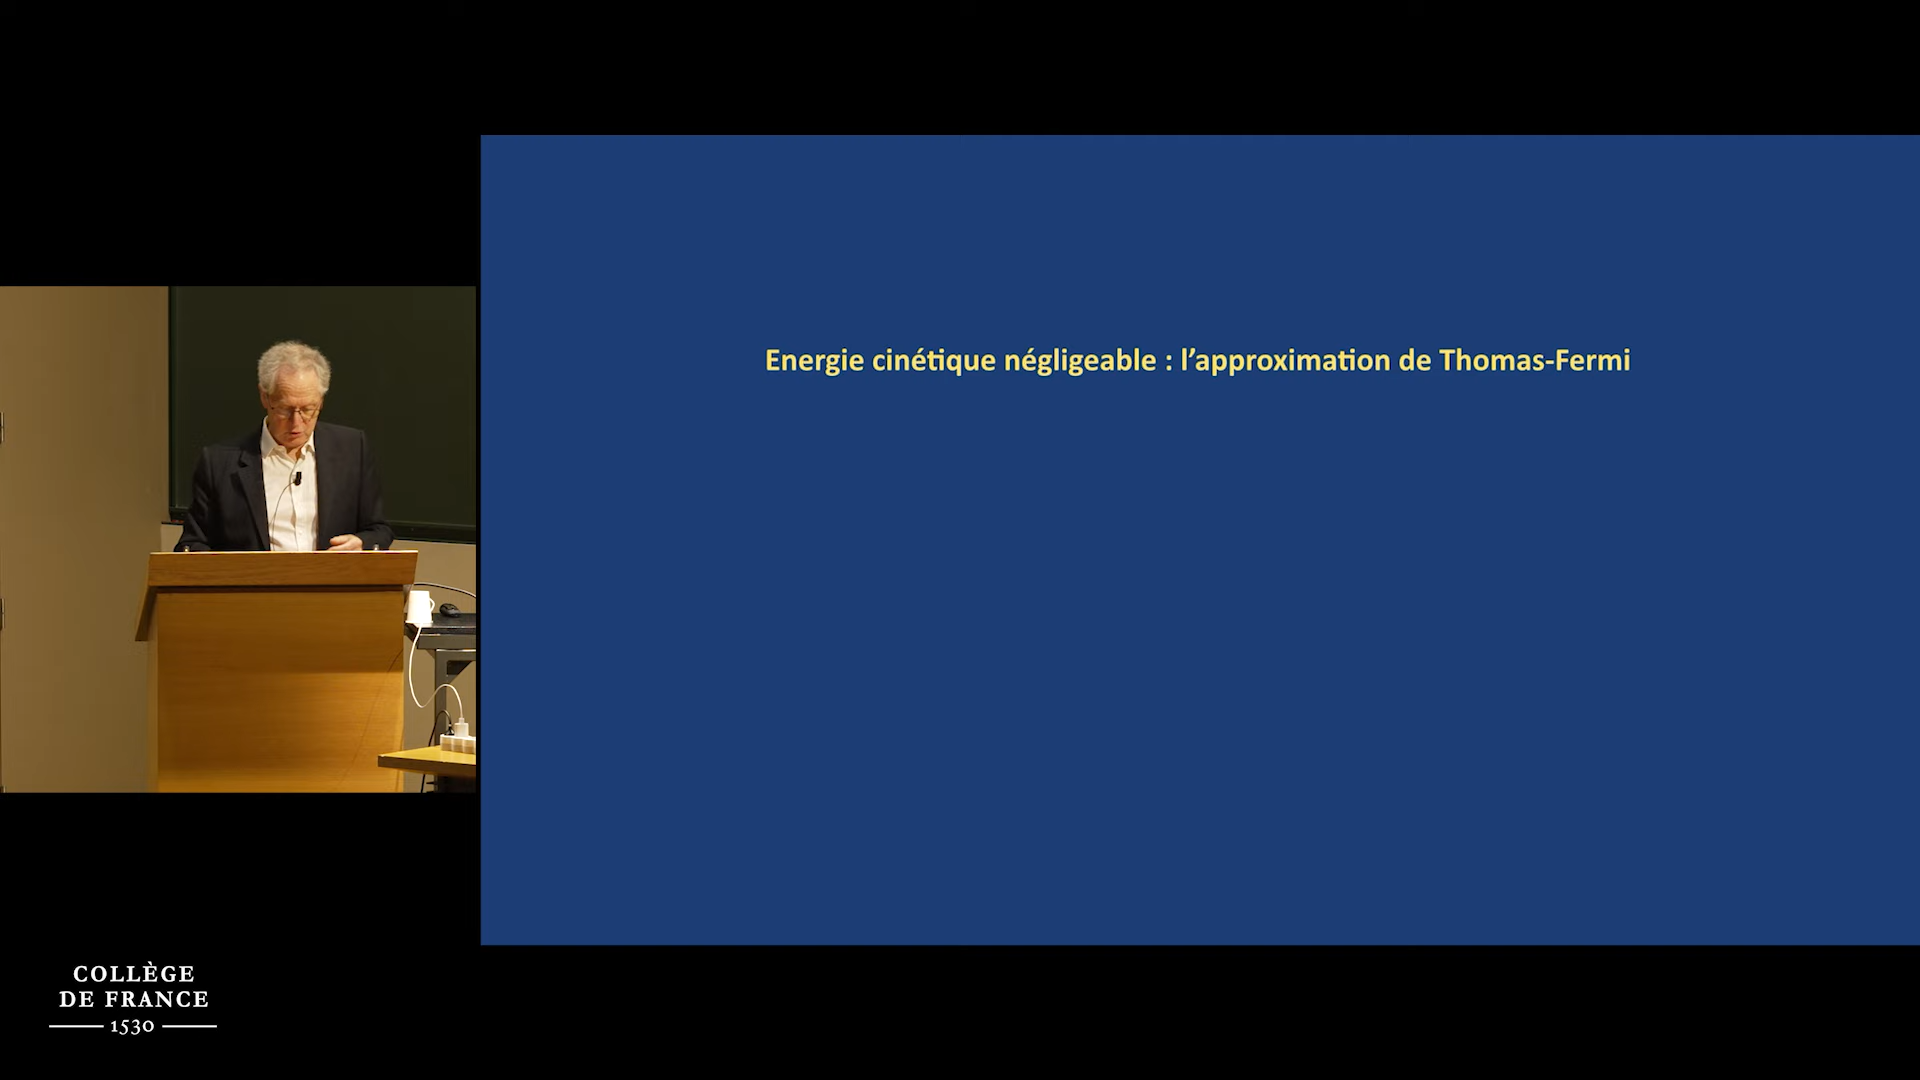 Energie cinétique négligeable : l’approximation de Thomas-Fermi
COLLÈGE
DE FRANCE
1530